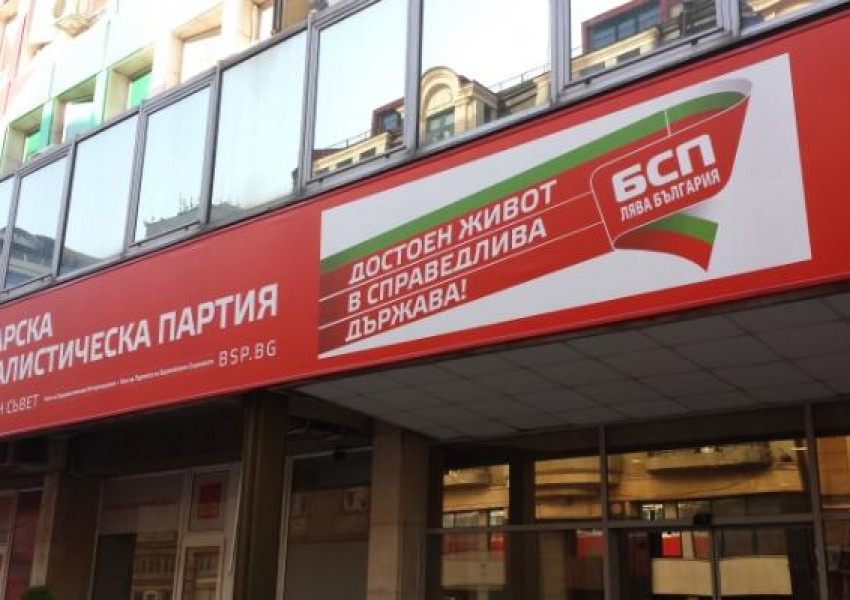 АРСКА
АЛИСТИЧЕСКА ПАРТИЯ
Н СЪВЕТ
BSP.BG
ДОСТОЕН ЖИВОТ
В СПРАВЕДЛИВА
ДЪРЖАВА!
БСП
ЛЯВА БЪЛГАРИЯ